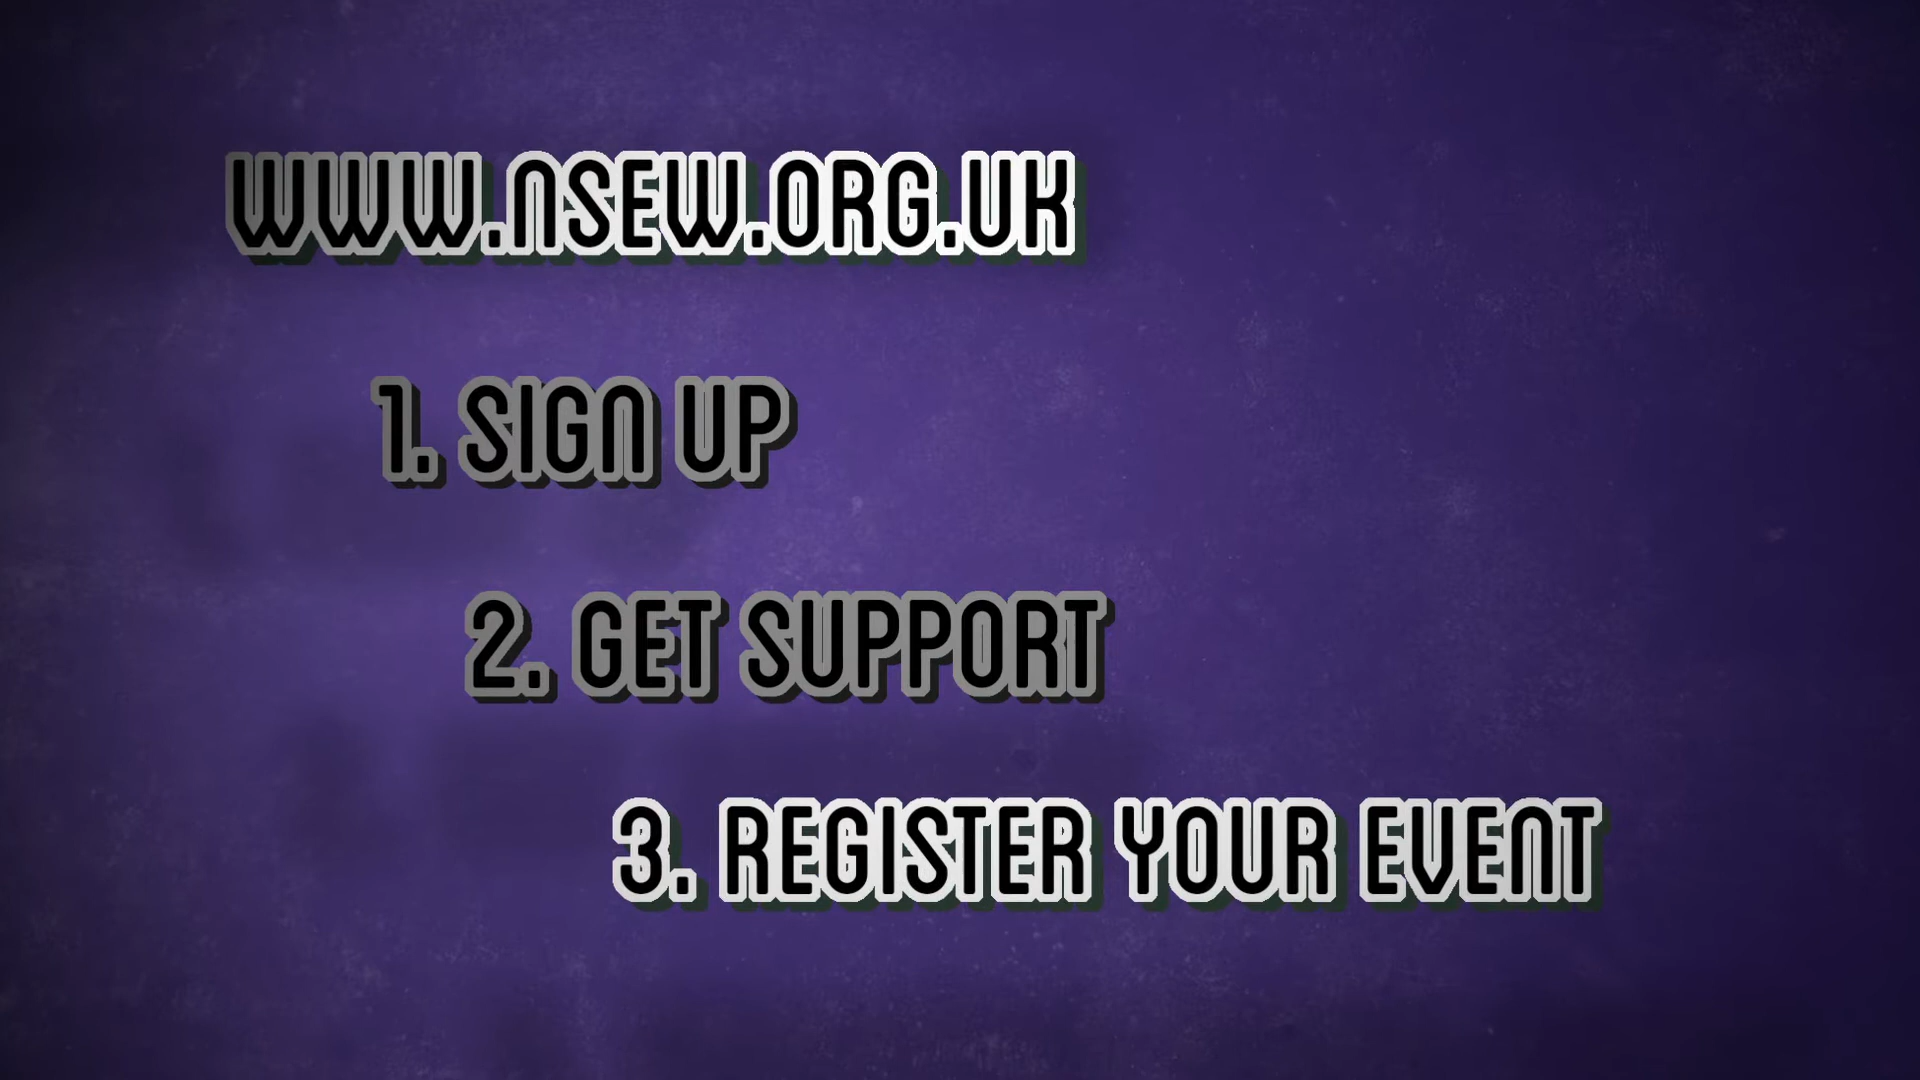 WWW.NSEW.ORG.UK
1. SIGN UP
2. GET SUPPORT
3. REGISTER YOUR EVENT